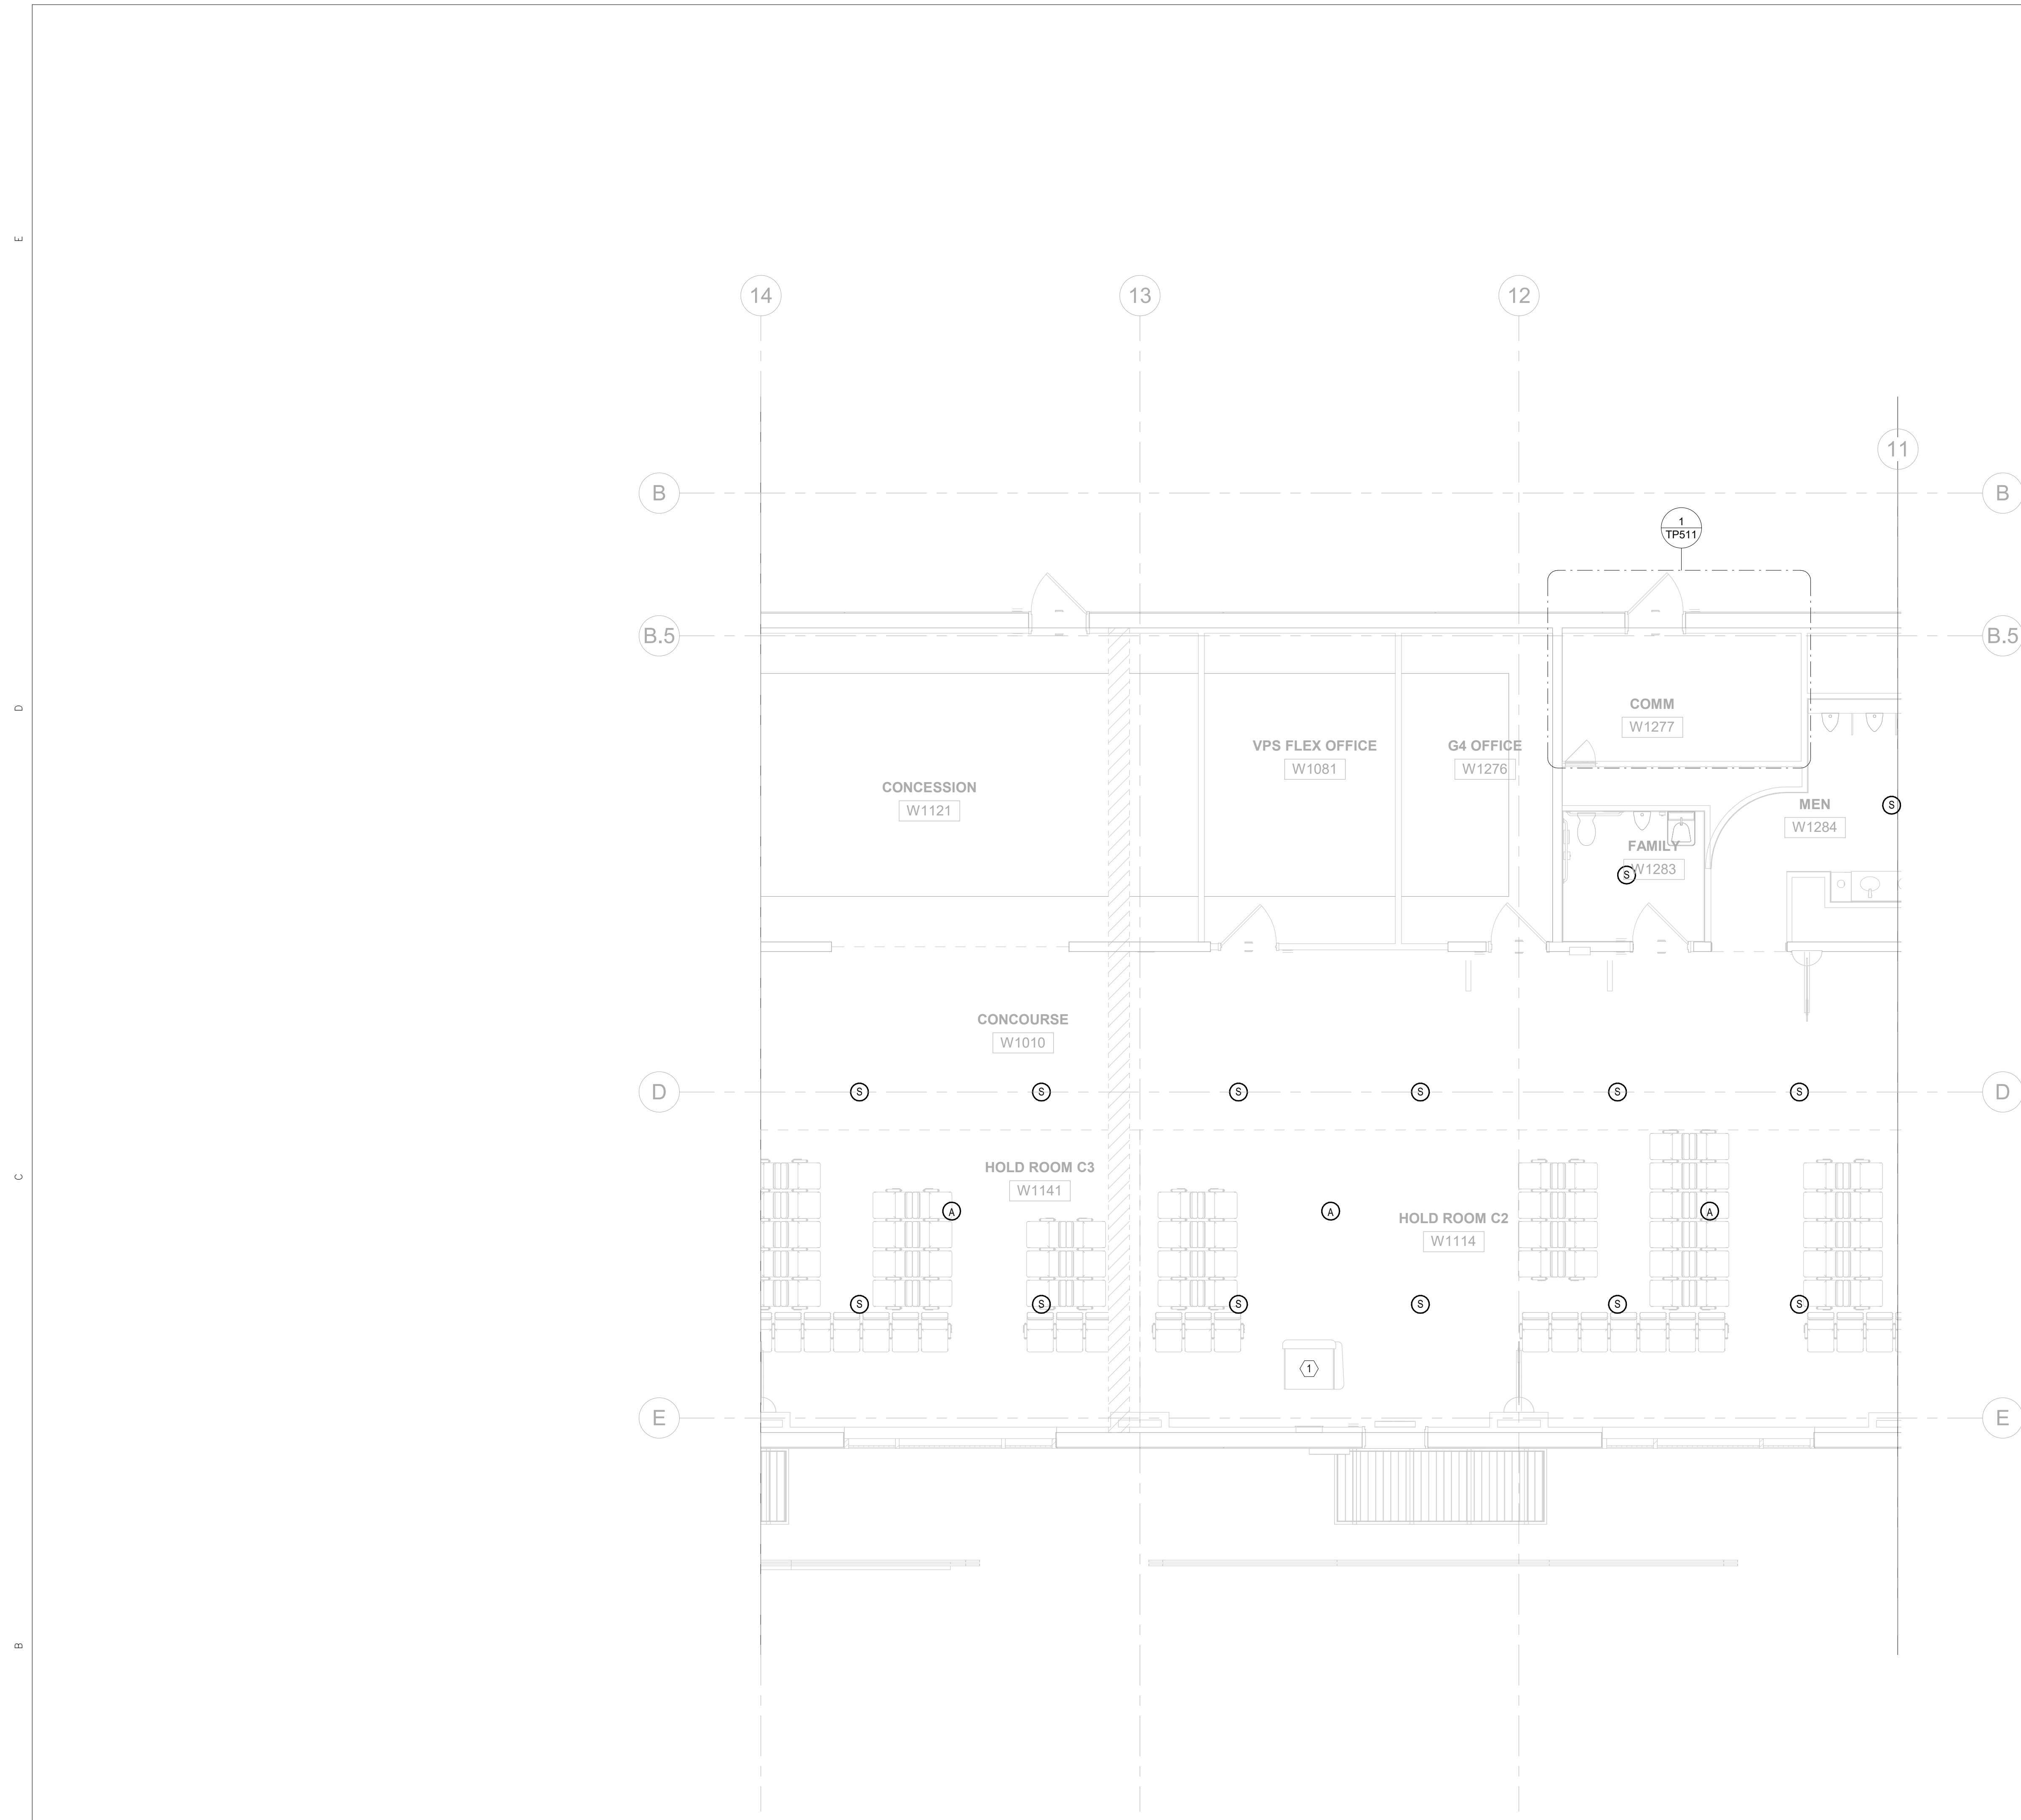 E
14
13
12
11
B
B
1
TP511
B.5
B.5
D
COMM
W1277
VPS FLEX OFFICE
G4 OFFICE
W1081
W1276
CONCESSION
W1121
MEN
S
W1284
FAMILY
W1283
S
CONCOURSE
W1010
D
S
S
S
S
S
S
D
C
HOLD ROOM C3
W1141
A
A
A
HOLD ROOM C2
W1114
S
S
S
S
S
S
1
E
E
B